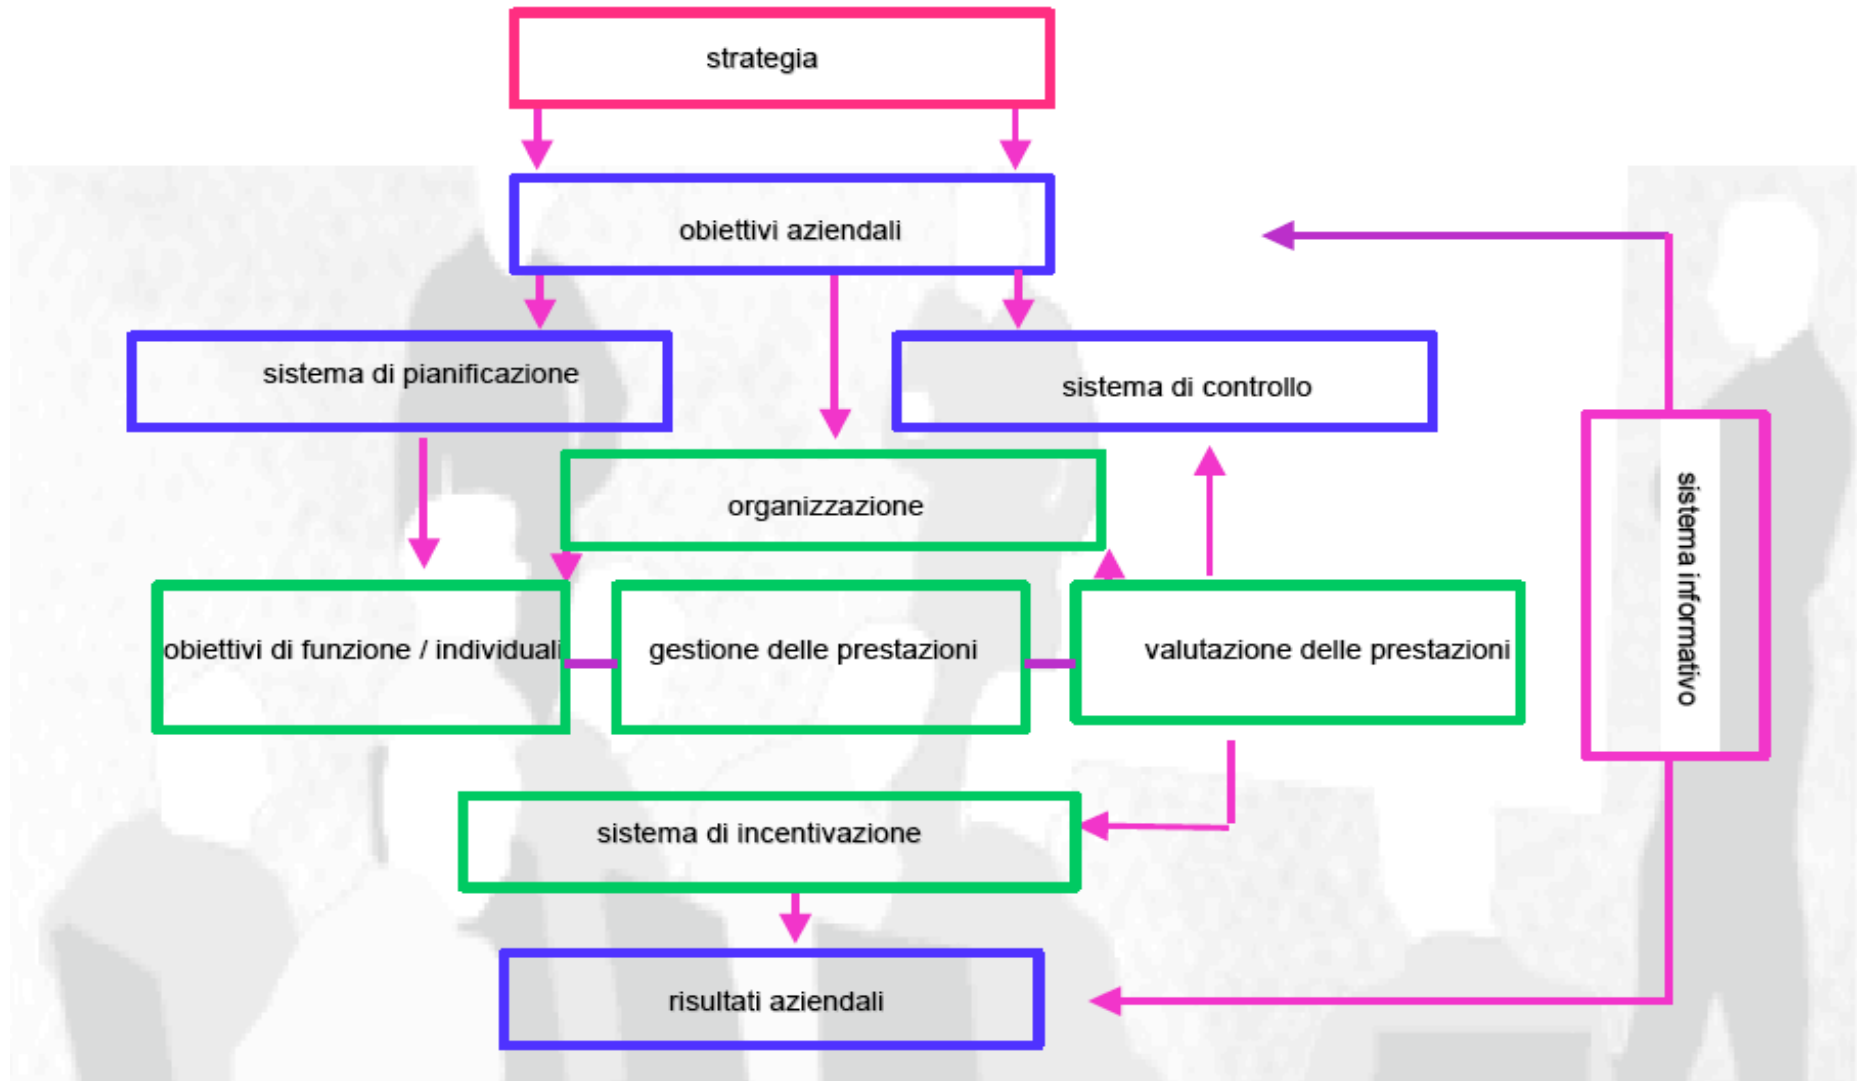 strategia
obiettivi aziendali
sistema di pianificazione
sistema di controllo
organizzazione
obiettivi di funzione / individuali
gestione delle prestazioni
valutazione delle prestazioni
sistema informativo
sistema di incentivazione
risultati aziendali